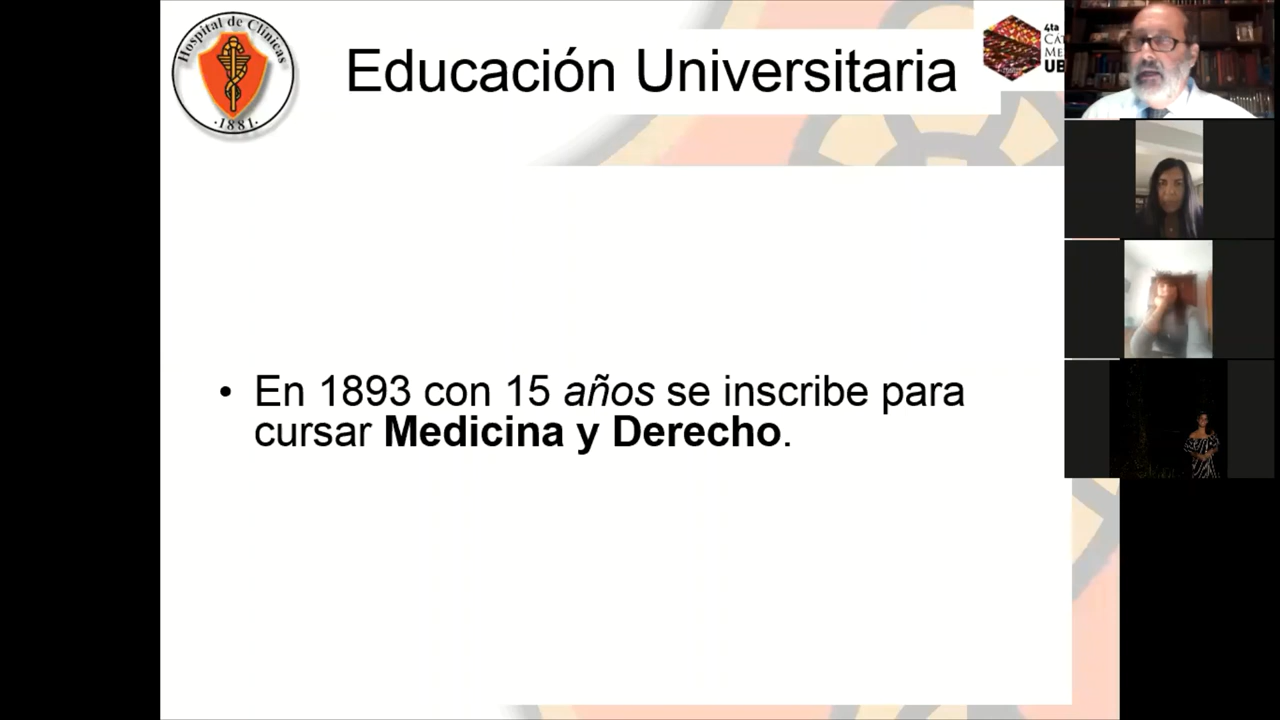 Hospital de Clínicas
·1881·
Educación Universitaria
4ta
UB
• En 1893 con 15 años se inscribe para
cursar Medicina y Derecho.